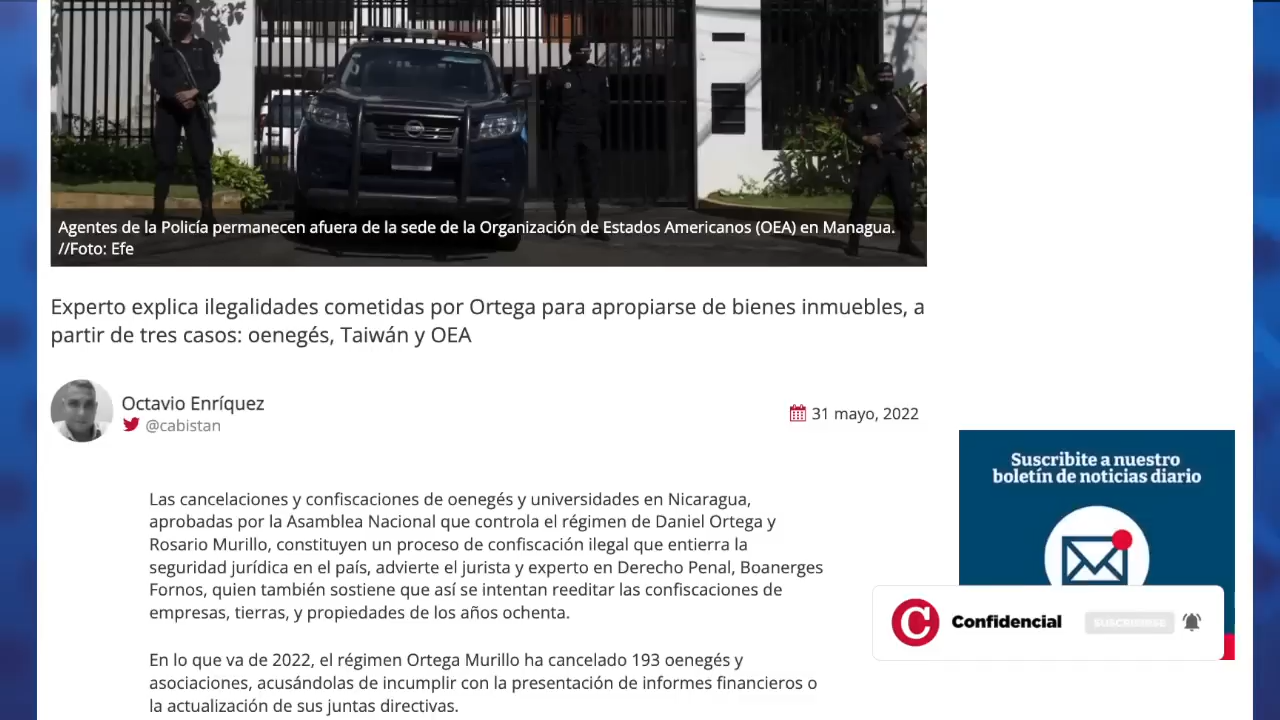 Agentes de la Policía permanecen afuera de la sede de la Organización de Estados Americanos (OEA) en Managua.
//Foto: Efe
Experto explica ilegalidades cometidas por Ortega para apropiarse de bienes inmuebles, a
partir de tres casos: oenegés, Taiwán y OEA
Octavio Enríquez
@cabistan
31 mayo, 2022
Las cancelaciones y confiscaciones de oenegés y universidades en Nicaragua,
aprobadas por la Asamblea Nacional que controla el régimen de Daniel Ortega y
Rosario Murillo, constituyen un proceso de confiscación ilegal que entierra la
seguridad jurídica en el país, advierte el jurista y experto en Derecho Penal, Boanerges
Fornos, quien también sostiene que así se intentan reeditar las confiscaciones de
empresas, tierras, y propiedades de los años ochenta.
En lo que va de 2022, el régimen Ortega Murillo ha cancelado 193 oenegés y
asociaciones, acusándolas de incumplir con la presentación de informes financieros o
la actualización de sus juntas directivas.
Suscribite a nuestro
boletín de noticias diario
C Confidencial
SUSCRIBIRSE